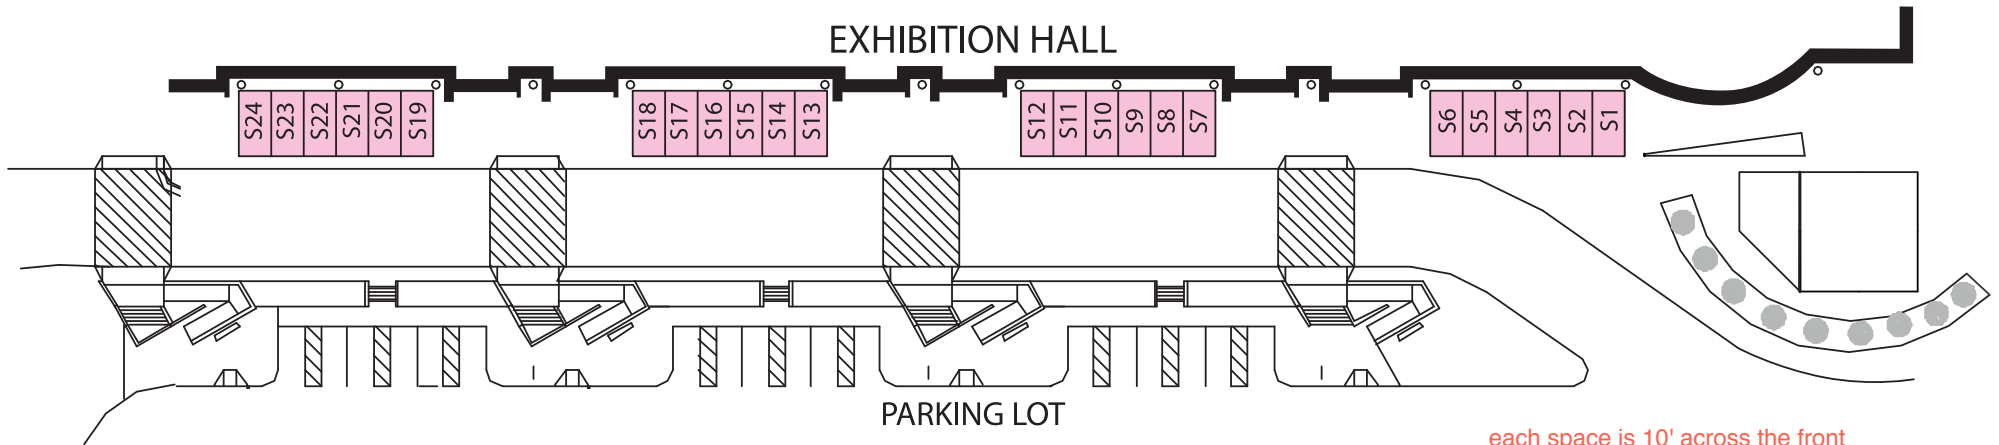 EXHIBITION HALL
S24 S23 S22 S21 S20 S19 S18 S17 S16 S15 S14 S13 S12 S11 S10 S9 S8 S7 S6 S5 S4 S3 S2 S1
PARKING LOT
each space is 10' across the front